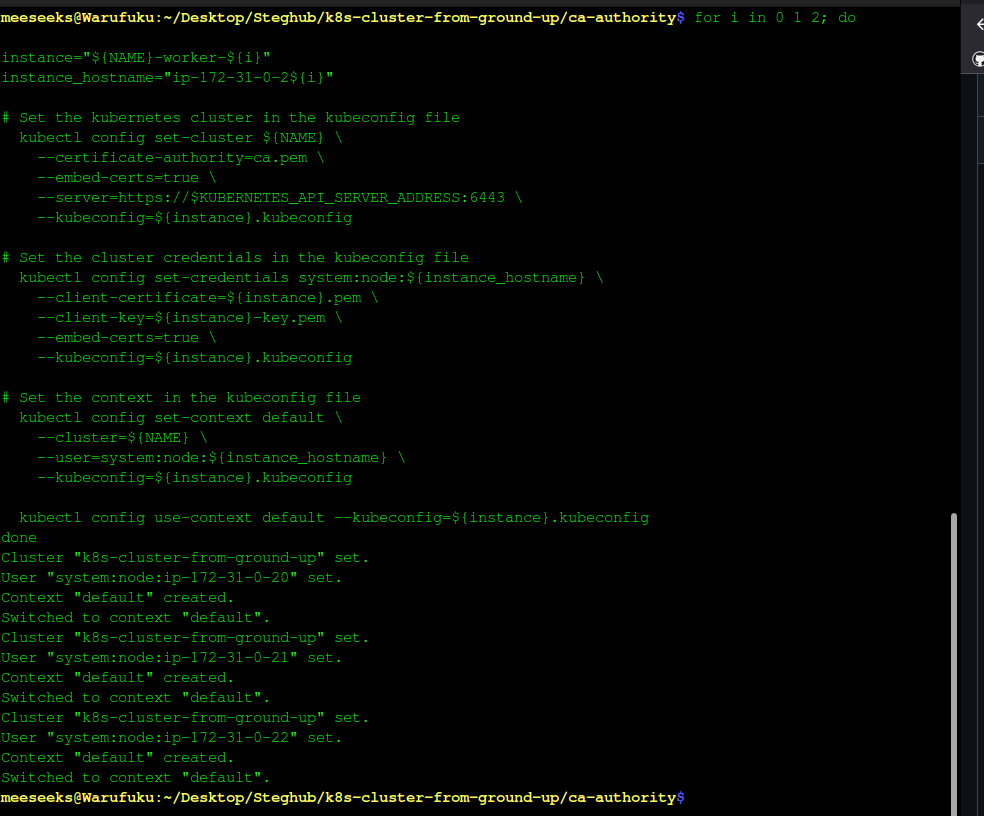 meeseeks@Warufuku:~/Desktop/Steghub/k8s-cluster-from-ground-up/ca-authority$ for i in 0 1 2; do
instance="${NAME}-worker-${i}"
instance_hostname="ip-172-31-0-2${i}"
# Set the kubernetes cluster in the kubeconfig file
  kubectl config set-cluster ${NAME} \
    --certificate-authority=ca.pem \
    --embed-certs=true \
    --server=https://$KUBERNETES_API_SERVER_ADDRESS:6443 \
    --kubeconfig=${instance}.kubeconfig
# Set the cluster credentials in the kubeconfig file
  kubectl config set-credentials system:node:${instance_hostname} \
    --client-certificate=${instance}.pem \
    --client-key=${instance}-key.pem \
    --embed-certs=true \
    --kubeconfig=${instance}.kubeconfig
# Set the context in the kubeconfig file
  kubectl config set-context default \
    --cluster=${NAME} \
    --user=system:node:${instance_hostname} \
    --kubeconfig=${instance}.kubeconfig
  kubectl config use-context default --kubeconfig=${instance}.kubeconfig
done
Cluster "k8s-cluster-from-ground-up" set.
User "system:node:ip-172-31-0-20" set.
Context "default" created.
Switched to context "default".
Cluster "k8s-cluster-from-ground-up" set.
User "system:node:ip-172-31-0-21" set.
Context "default" created.
Switched to context "default".
Cluster "k8s-cluster-from-ground-up" set.
User "system:node:ip-172-31-0-22" set.
Context "default" created.
Switched to context "default".
meeseeks@Warufuku:~/Desktop/Steghub/k8s-cluster-from-ground-up/ca-authority$